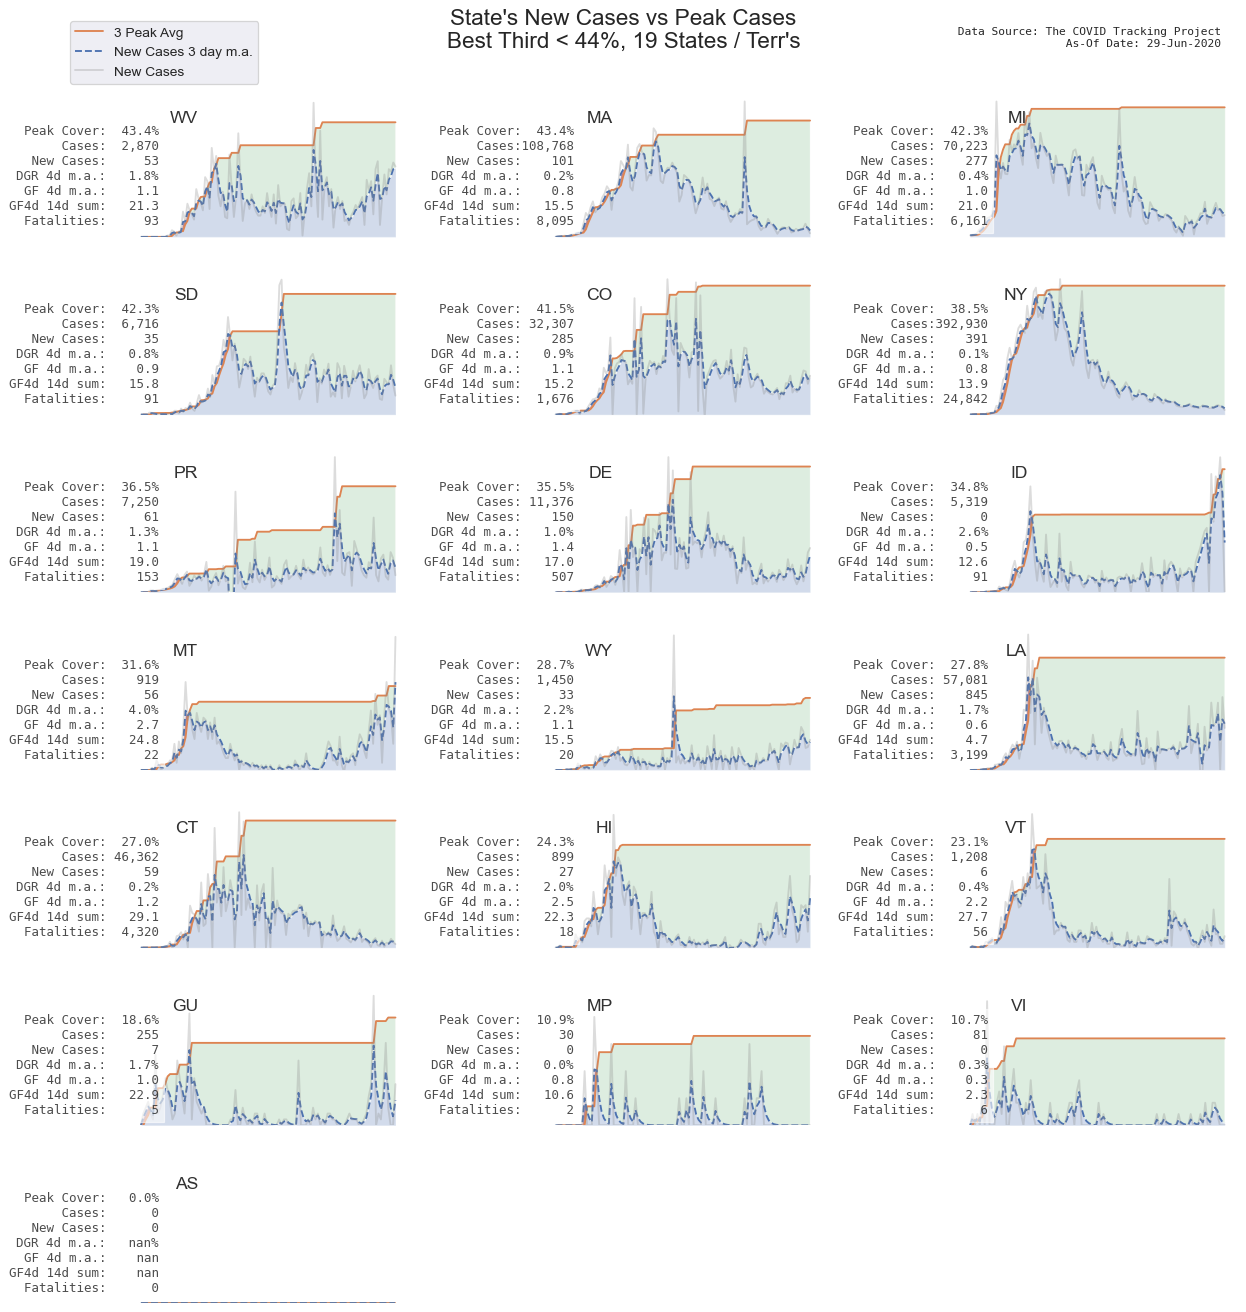 State's New Cases vs Peak Cases
Best Third < 44%, 19 States / Terr's
3 Peak Avg
New Cases 3 day m.a.
New Cases
Data Source: The COVID Tracking Project
As-Of Date: 29-Jun-2020
WV
Peak Cover: 43.4%
Cases: 2,870
New Cases: 53
DGR 4d m.a.: 1.8%
GF 4d m.a.: 1.1
GF4d 14d sum: 21.3
Fatalities: 93
MA
Peak Cover: 43.4%
Cases:108,768
New Cases: 101
DGR 4d m.a.: 0.2%
GF 4d m.a.: 0.8
GF4d 14d sum: 15.5
Fatalities: 8,095
MI
Peak Cover: 42.3%
Cases: 70,223
New Cases: 277
DGR 4d m.a.: 0.4%
GF 4d m.a.: 1.0
GF4d 14d sum: 21.0
Fatalities: 6,161
SD
Peak Cover: 42.3%
Cases: 6,716
New Cases: 35
DGR 4d m.a.: 0.8%
GF 4d m.a.: 0.9
GF4d 14d sum: 15.8
Fatalities: 91
CO
Peak Cover: 41.5%
Cases: 32,307
New Cases: 285
DGR 4d m.a.: 0.9%
GF 4d m.a.: 1.1
GF4d 14d sum: 15.2
Fatalities: 1,676
NY
Peak Cover: 38.5%
Cases:392,930
New Cases: 391
DGR 4d m.a.: 0.1%
GF 4d m.a.: 0.8
GF4d 14d sum: 13.9
Fatalities: 24,842
PR
Peak Cover: 36.5%
Cases: 7,250
New Cases: 61
DGR 4d m.a.: 1.3%
GF 4d m.a.: 1.1
GF4d 14d sum: 19.0
Fatalities: 153
DE
Peak Cover: 35.5%
Cases: 11,376
New Cases: 150
DGR 4d m.a.: 1.0%
GF 4d m.a.: 1.4
GF4d 14d sum: 17.0
Fatalities: 507
ID
Peak Cover: 34.8%
Cases: 5,319
New Cases: 0
DGR 4d m.a.: 2.6%
GF 4d m.a.: 0.5
GF4d 14d sum: 12.6
Fatalities: 91
MT
Peak Cover: 31.6%
Cases: 919
New Cases: 56
DGR 4d m.a.: 4.0%
GF 4d m.a.: 2.7
GF4d 14d sum: 24.8
Fatalities: 22
WY
Peak Cover: 28.7%
Cases: 1,450
New Cases: 33
DGR 4d m.a.: 2.2%
GF 4d m.a.: 1.1
GF4d 14d sum: 15.5
Fatalities: 20
LA
Peak Cover: 27.8%
Cases: 57,081
New Cases: 845
DGR 4d m.a.: 1.7%
GF 4d m.a.: 0.6
GF4d 14d sum: 4.7
Fatalities: 3,199
CT
Peak Cover: 27.0%
Cases: 46,362
New Cases: 59
DGR 4d m.a.: 0.2%
GF 4d m.a.: 1.2
GF4d 14d sum: 29.1
Fatalities: 4,320
HI
Peak Cover: 24.3%
Cases: 899
New Cases: 27
DGR 4d m.a.: 2.0%
GF 4d m.a.: 2.5
GF4d 14d sum: 22.3
Fatalities: 18
VT
Peak Cover: 23.1%
Cases: 1,208
New Cases: 6
DGR 4d m.a.: 0.4%
GF 4d m.a.: 2.2
GF4d 14d sum: 27.7
Fatalities: 56
GU
Peak Cover: 18.6%
Cases: 255
New Cases: 7
DGR 4d m.a.: 1.7%
GF 4d m.a.: 1.0
GF4d 14d sum: 22.9
Fatalities: 5
MP
Peak Cover: 10.9%
Cases: 30
New Cases: 0
DGR 4d m.a.: 0.0%
GF 4d m.a.: 0.8
GF4d 14d sum: 10.6
Fatalities: 2
VI
Peak Cover: 10.7%
Cases: 81
New Cases: 0
DGR 4d m.a.: 0.3%
GF 4d m.a.: 0.3
GF4d 14d sum: 2.3
Fatalities: 6
AS
Peak Cover: 0.0%
Cases: 0
New Cases: 0
DGR 4d m.a.: nan%
GF 4d m.a.: nan
GF4d 14d sum: nan
Fatalities: 0